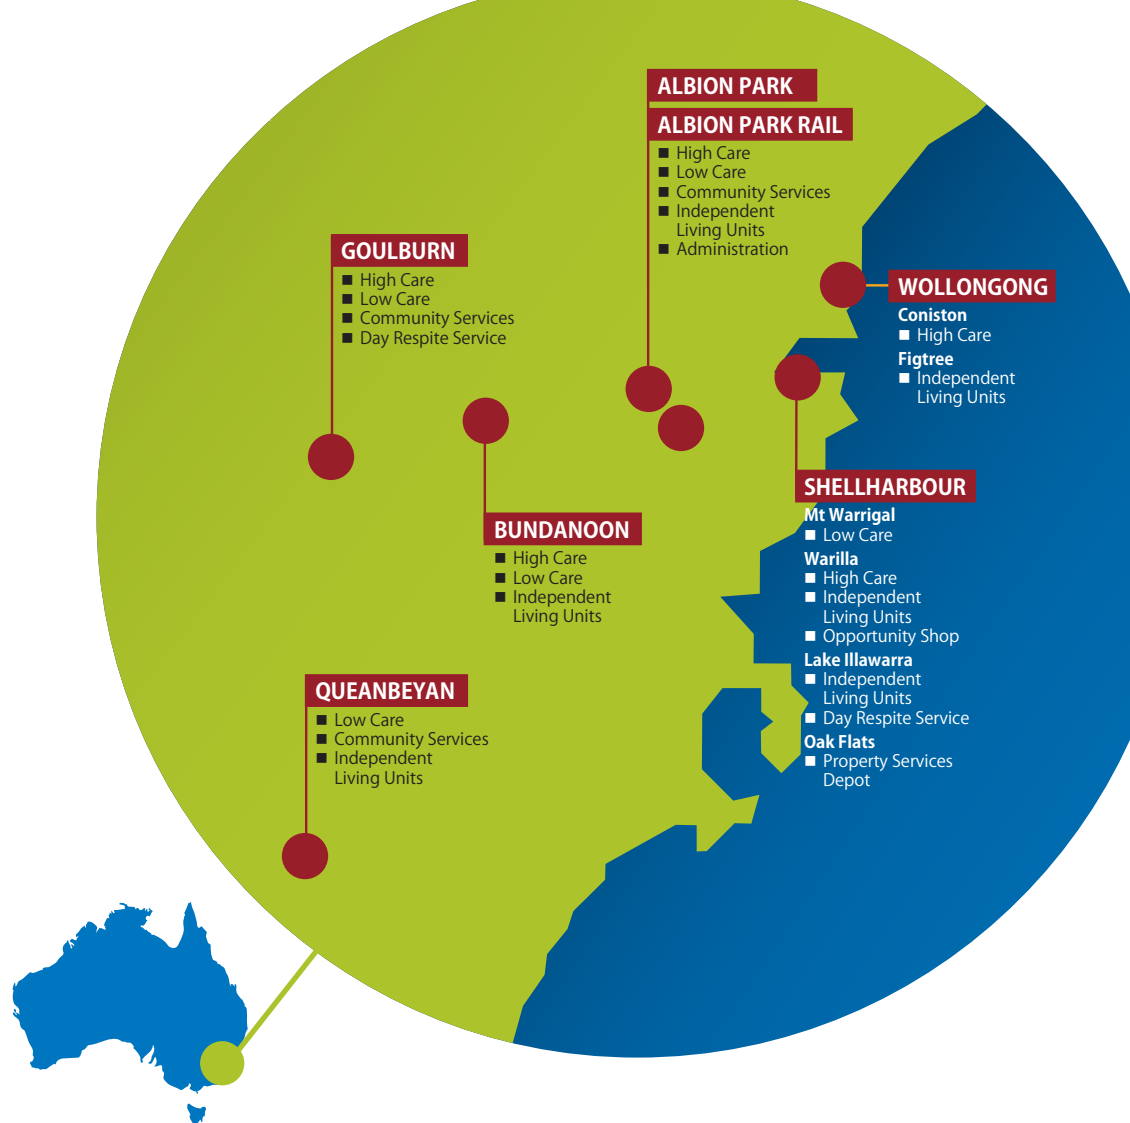 ALBION PARK
ALBION PARK RAIL
■ High Care
■ Low Care
■ Community Services
■ Independent
Living Units
■ Administration
GOULBURN
■ High Care
■ Low Care
■ Community Services
■ Day Respite Service
WOLLONGONG
Coniston
■ High Care
Figtree
■ Independent
Living Units
SHELLHARBOUR
Mt Warrigal
■ Low Care
Warilla
■ High Care
■ Independent
Living Units
■ Opportunity Shop
Lake Illawarra
■ Independent
Living Units
■ Day Respite Service
Oak Flats
■ Property Services
Depot
BUNDANOON
■ High Care
■ Low Care
■ Independent
Living Units
QUEANBEYAN
■ Low Care
■ Community Services
■ Independent
Living Units